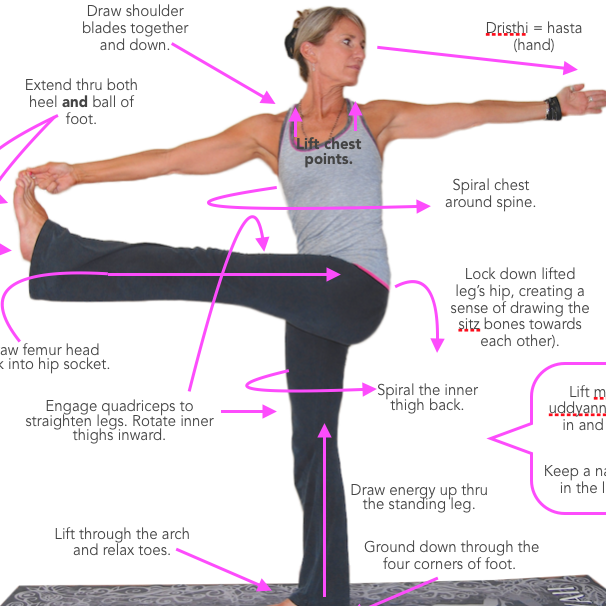 Draw shoulder
blades together
and down.
Dristhi = hasta
(hand)
Extend thru both
heel and ball of
foot.
Lift chest
points.
Spiral chest
around spine.
Lock down lifted
leg's hip, creating a
sense of drawing the
sitz bones towards
each other).
femur head
into hip socket.
Engage quadriceps to
straighten legs. Rotate inner
thighs inward.
Spiral the inner
thigh back.
Lift
in and
Keep a
in the
Draw energy up thru
the standing leg.
Lift through the arch
and relax toes.
Ground down through the
four corners of foot.